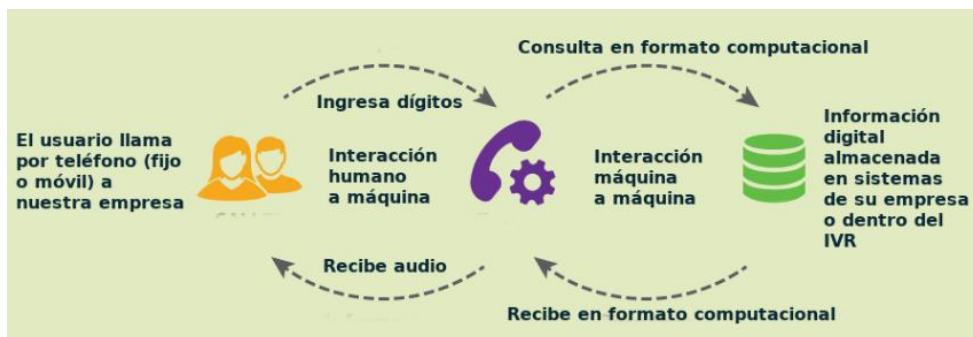 Consulta en formato computacional
Ingresa dígitos
El usuario llama
por teléfono (fijo
o móvil) a
nuestra empresa
Interacción
humano
a máquina
Interacción
máquina
a máquina
Información
digital
almacenada
en sistemas
de su empresa
o dentro del
IVR
Recibe audio
Recibe en formato computacional